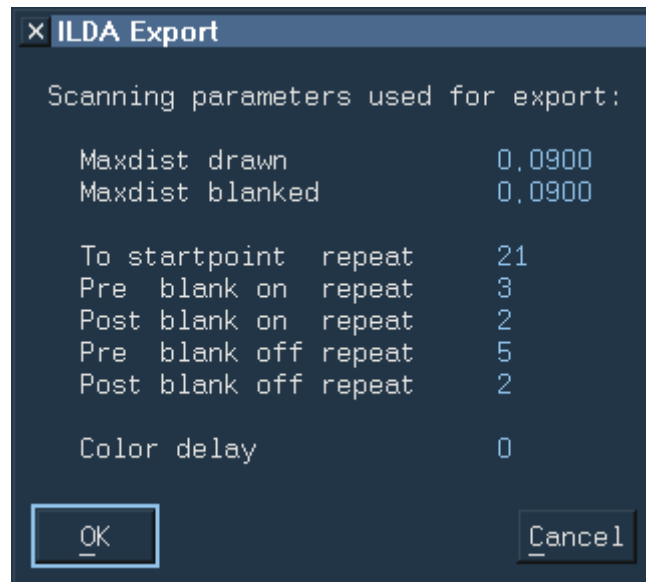 ILDA Export
Scanning parameters used for export:
Maxdist drawn 0.0900
Maxdist blanked 0.0900
To startpoint repeat 21
Pre blank on repeat 3
Post blank on repeat 2
Pre blank off repeat 5
Post blank off repeat 2
Color delay 0
OK Cancel